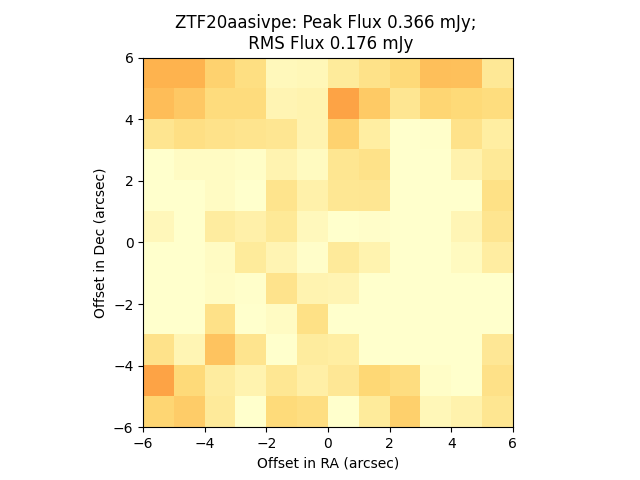 ZTF20aasivpe: Peak Flux 0.366 mJy;
RMS Flux 0.176 mJy
6
4
2
0
−2
−4
−6
Offset in Dec (arcsec)
−6 −4 −2 0 2 4 6
Offset in RA (arcsec)